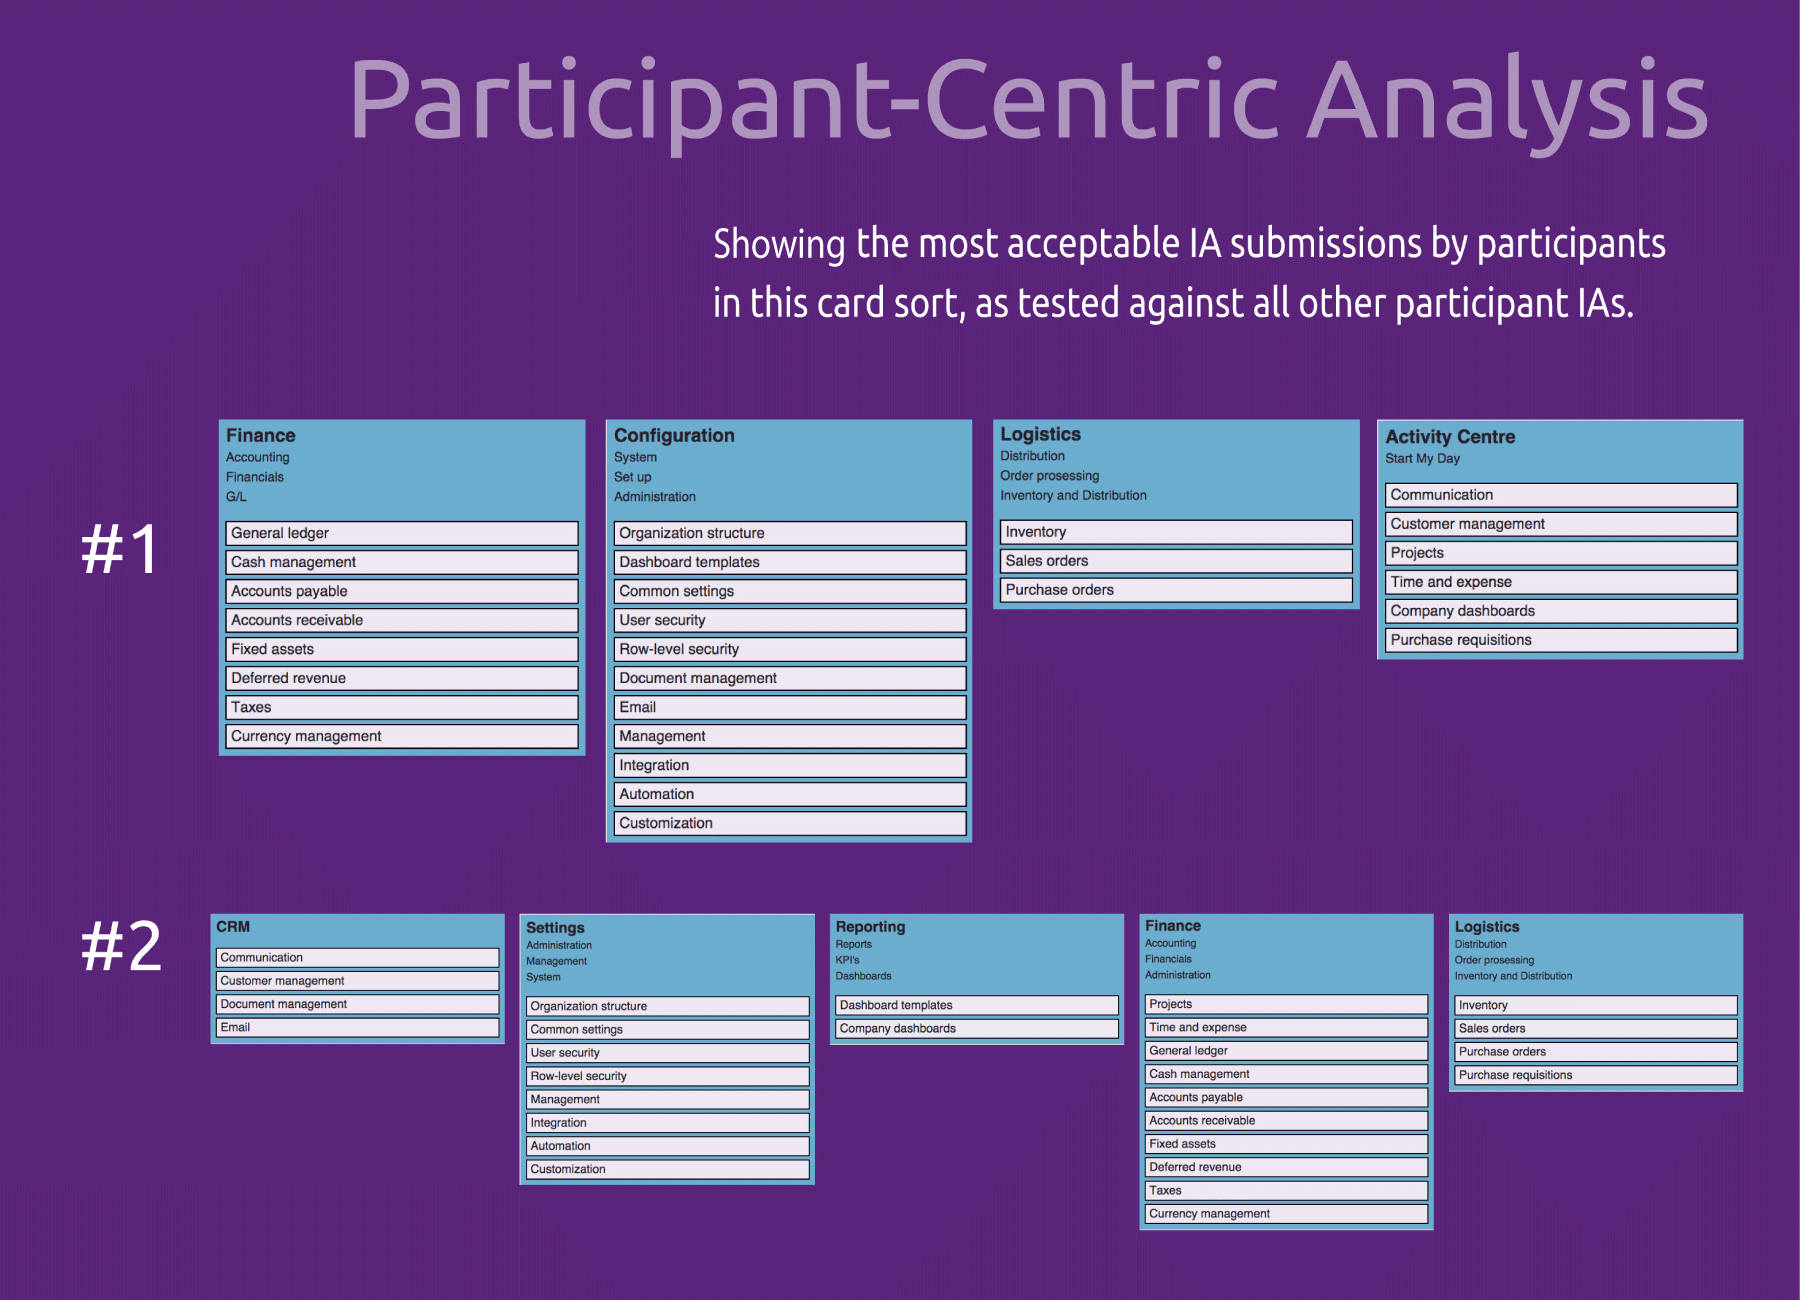 Participant-Centric Analysis
Showing the most acceptable IA submissions by participants
in this card sort, as tested against all other participant IAs.
#1
Finance
Accounting
Financials
G/L
General ledger
Cash management
Accounts payable
Accounts receivable
Fixed assets
Deferred revenue
Taxes
Currency management
Configuration
System
Set up
Administration
Organization structure
Dashboard templates
Common settings
User security
Row-level security
Document management
Email
Management
Integration
Automation
Customization
Logistics
Distribution
Order prosessing
Inventory and Distribution
Inventory
Sales orders
Purchase orders
Activity Centre
Start My Day
Communication
Customer management
Projects
Time and expense
Company dashboards
Purchase requisitions
#2
CRM
Communication
Customer management
Document management
Email
Settings
Administration
Management
System
Organization structure
Common settings
User security
Row-level security
Management
Integration
Automation
Customization
Reporting
Reports
KPI's
Dashboards
Dashboard templates
Company dashboards
Finance
Accounting
Financials
Administration
Projects
Time and expense
General ledger
Cash management
Accounts payable
Accounts receivable
Fixed assets
Deferred revenue
Taxes
Currency management
Logistics
Distribution
Order prosessing
Inventory and Distribution
Inventory
Sales orders
Purchase orders
Purchase requisitions